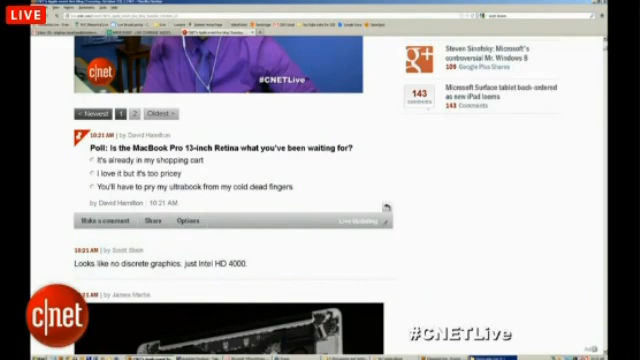 LIVE
c|net
#CNETLive
< Newest 1 2 Oldest >
10:21 AM | by David Hamilton
Poll: Is the MacBook Pro 13-inch Retina what you've been waiting for?
It's already in my shopping cart
I love it but it's too pricey
You'll have to pry my ultrabook from my cold dead fingers
by David Hamilton | 10:21 AM
Make a comment Share Options Live Updating
10:21 AM | by Scott Stein
Looks like no discrete graphics: just Intel HD 4000.
:21 AM | by James Martin
Steven Sinofsky: Microsoft's
controversial Mr. Windows 8
109 Google Plus Shares
143
comments
Microsoft Surface tablet back-ordered
as new iPad looms
143 Comments
c|net
#CNETLive